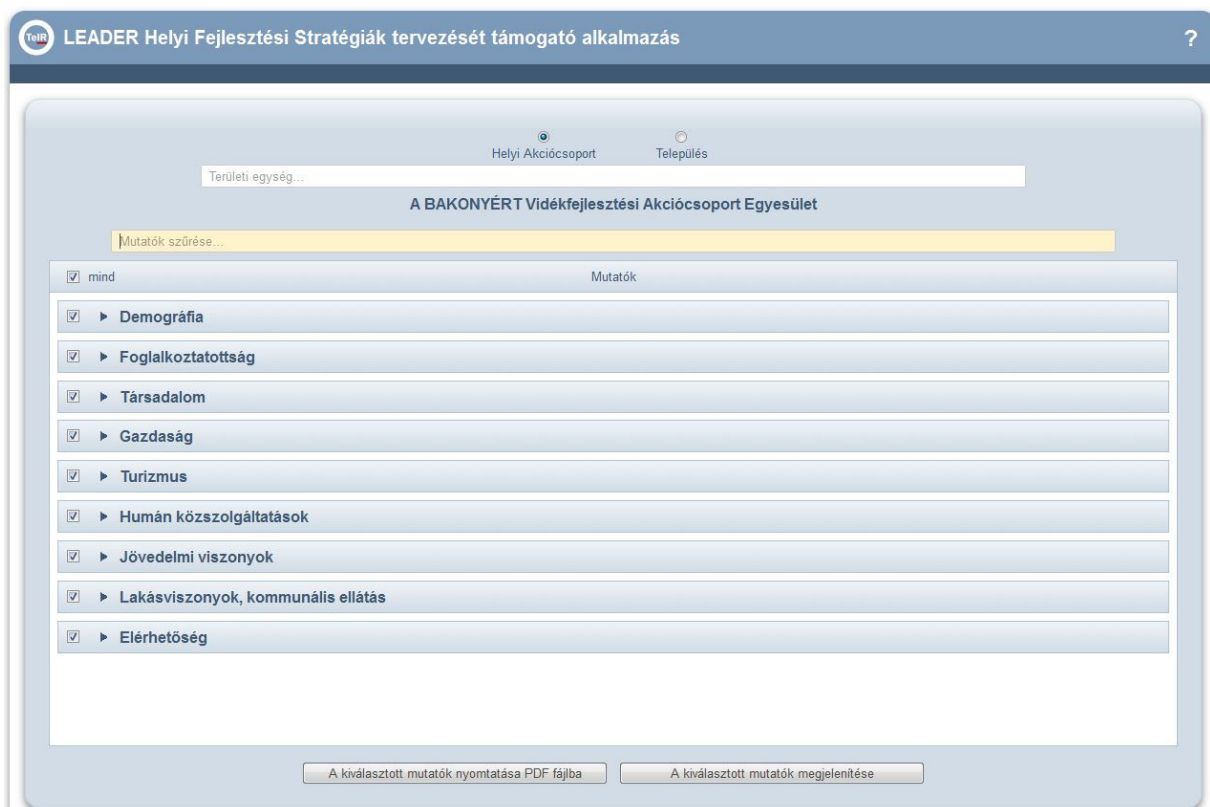 TeIR LEADER Helyi Fejlesztési Stratégiák tervezését támogató alkalmazás ?
Helyi Akciócsoport Település
Területi egység...
A BAKONYÉRT Vidékfejlesztési Akciócsoport Egyesület
Mutatók szűrése...
mind Mutatók
Demográfia
Foglalkoztatottság
Társadalom
Gazdaság
Turizmus
Humán közszolgáltatások
Jövedelmi viszonyok
Lakásviszonyok, kommunális ellátás
Elérhetőség
A kiválasztott mutatók nyomtatása PDF fájlba A kiválasztott mutatók megjelenítése